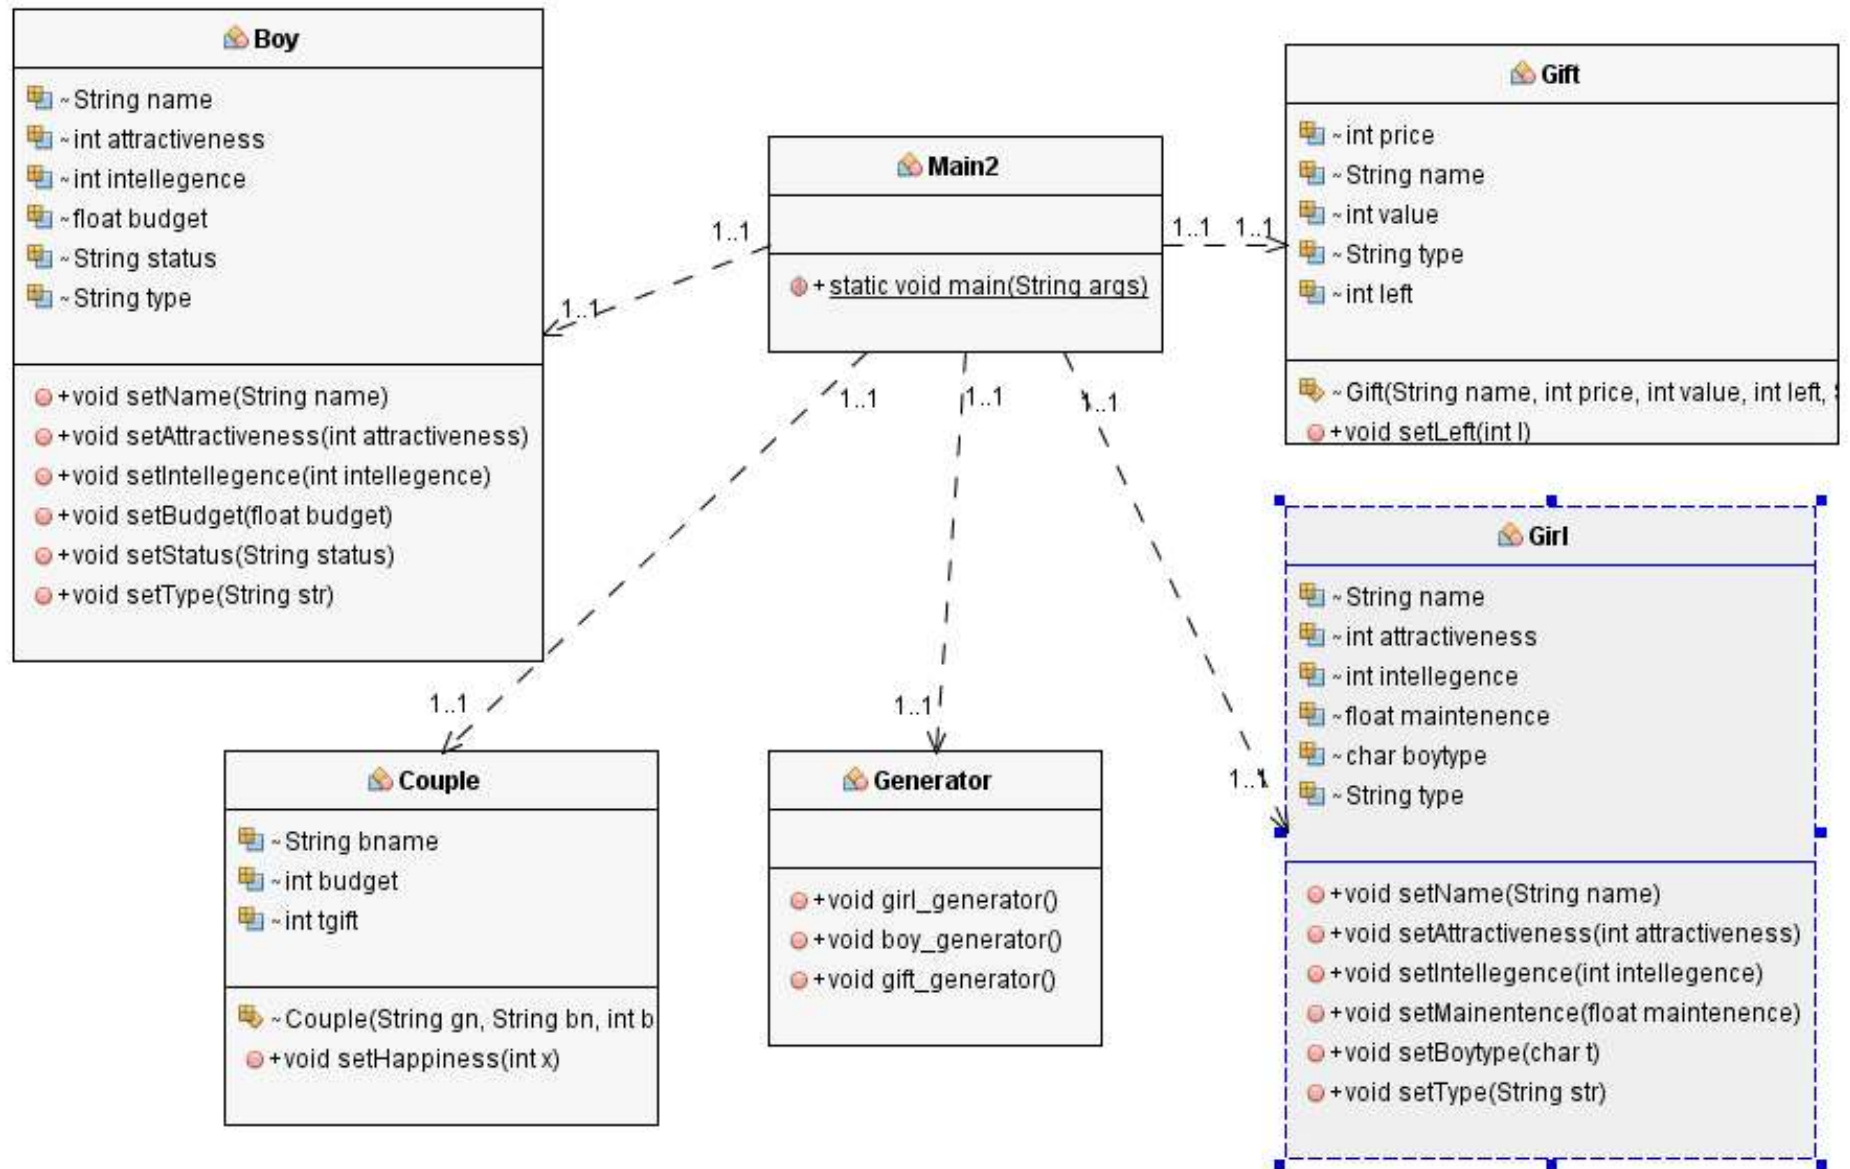 Boy
~String name
~int attractiveness
~int intellegence
~float budget
~String status
~String type
+void setName(String name)
+void setAttractiveness(int attractiveness)
+void setIntellegence(int intellegence)
+void setBudget(float budget)
+void setStatus(String status)
+void setType(String str)
Main2
+static void main(String args)
1..1
1..1
1..1
1..1
1..1
1..1
1..1
1..1
1..1
1..1
Gift
~int price
~String name
~int value
~String type
~int left
~Gift(String name, int price, int value, int left,
+void setLeft(int l)
Couple
~String bname
~int budget
~int tgift
~Couple(String gn, String bn, int b
+void setHappiness(int x)
Generator
+void girl_generator()
+void boy_generator()
+void gift_generator()
Girl
~String name
~int attractiveness
~int intellegence
~float maintenence
~char boytype
~String type
+void setName(String name)
+void setAttractiveness(int attractiveness)
+void setIntellegence(int intellegence)
+void setMainentence(float maintenence)
+void setBoytype(char t)
+void setType(String str)